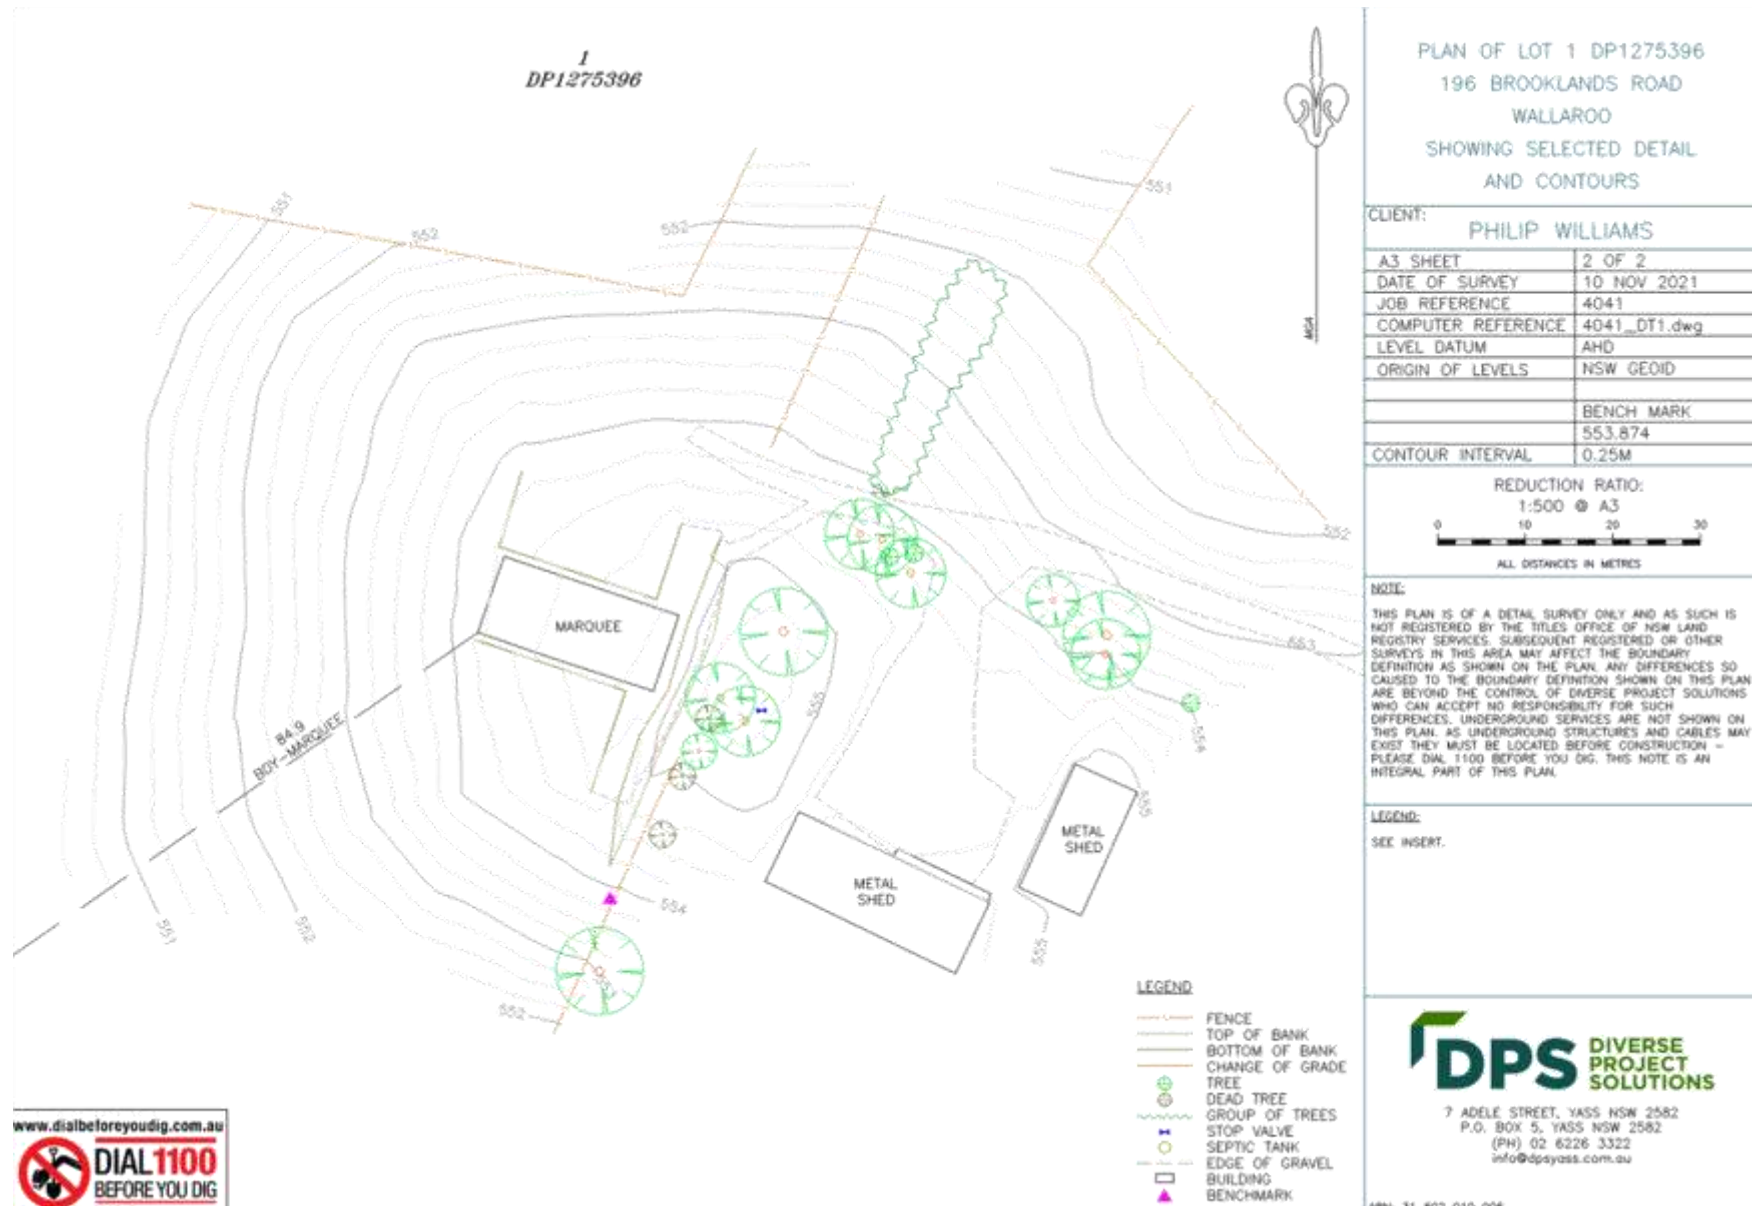 1
DP1275396
551
552
552
551
552
553
554
555
555
555
554
552
551
552
MARQUEE
84.9
BDY-MARQUEE
METAL
SHED
METAL
SHED
MGA
LEGEND
FENCE
TOP OF BANK
BOTTOM OF BANK
CHANGE OF GRADE
TREE
DEAD TREE
GROUP OF TREES
STOP VALVE
SEPTIC TANK
EDGE OF GRAVEL
BUILDING
BENCHMARK
www.dialbeforeyoudig.com.au
DIAL1100
BEFORE YOU DIG
PLAN OF LOT 1 DP1275396
196 BROOKLANDS ROAD
WALLAROO
SHOWING SELECTED DETAIL
AND CONTOURS
CLIENT:
PHILIP WILLIAMS
A3 SHEET 2 OF 2
DATE OF SURVEY 10 NOV 2021
JOB REFERENCE 4041
COMPUTER REFERENCE 4041_DT1.dwg
LEVEL DATUM AHD
ORIGIN OF LEVELS NSW GEOID
BENCH MARK
553.874
CONTOUR INTERVAL 0.25M
REDUCTION RATIO:
1:500 @ A3
0 10 20 30
ALL DISTANCES IN METRES
NOTE:
THIS PLAN IS OF A DETAIL SURVEY ONLY AND AS SUCH IS
NOT REGISTERED BY THE TITLES OFFICE OF NSW LAND
REGISTRY SERVICES. SUBSEQUENT REGISTERED OR OTHER
SURVEYS IN THIS AREA MAY AFFECT THE BOUNDARY
DEFINITION AS SHOWN ON THE PLAN. ANY DIFFERENCES SO
CAUSED TO THE BOUNDARY DEFINITION SHOWN ON THIS PLAN
ARE BEYOND THE CONTROL OF DIVERSE PROJECT SOLUTIONS
WHO CAN ACCEPT NO RESPONSIBILITY FOR SUCH
DIFFERENCES. UNDERGROUND SERVICES ARE NOT SHOWN ON
THIS PLAN. AS UNDERGROUND STRUCTURES AND CABLES MAY
EXIST THEY MUST BE LOCATED BEFORE CONSTRUCTION –
PLEASE DIAL 1100 BEFORE YOU DIG. THIS NOTE IS AN
INTEGRAL PART OF THIS PLAN.
LEGEND:
SEE INSERT.
DPS DIVERSE
PROJECT
SOLUTIONS
7 ADELE STREET, YASS NSW 2582
P.O. BOX 5, YASS NSW 2582
(PH) 02 6226 3322
info@dpsyass.com.au